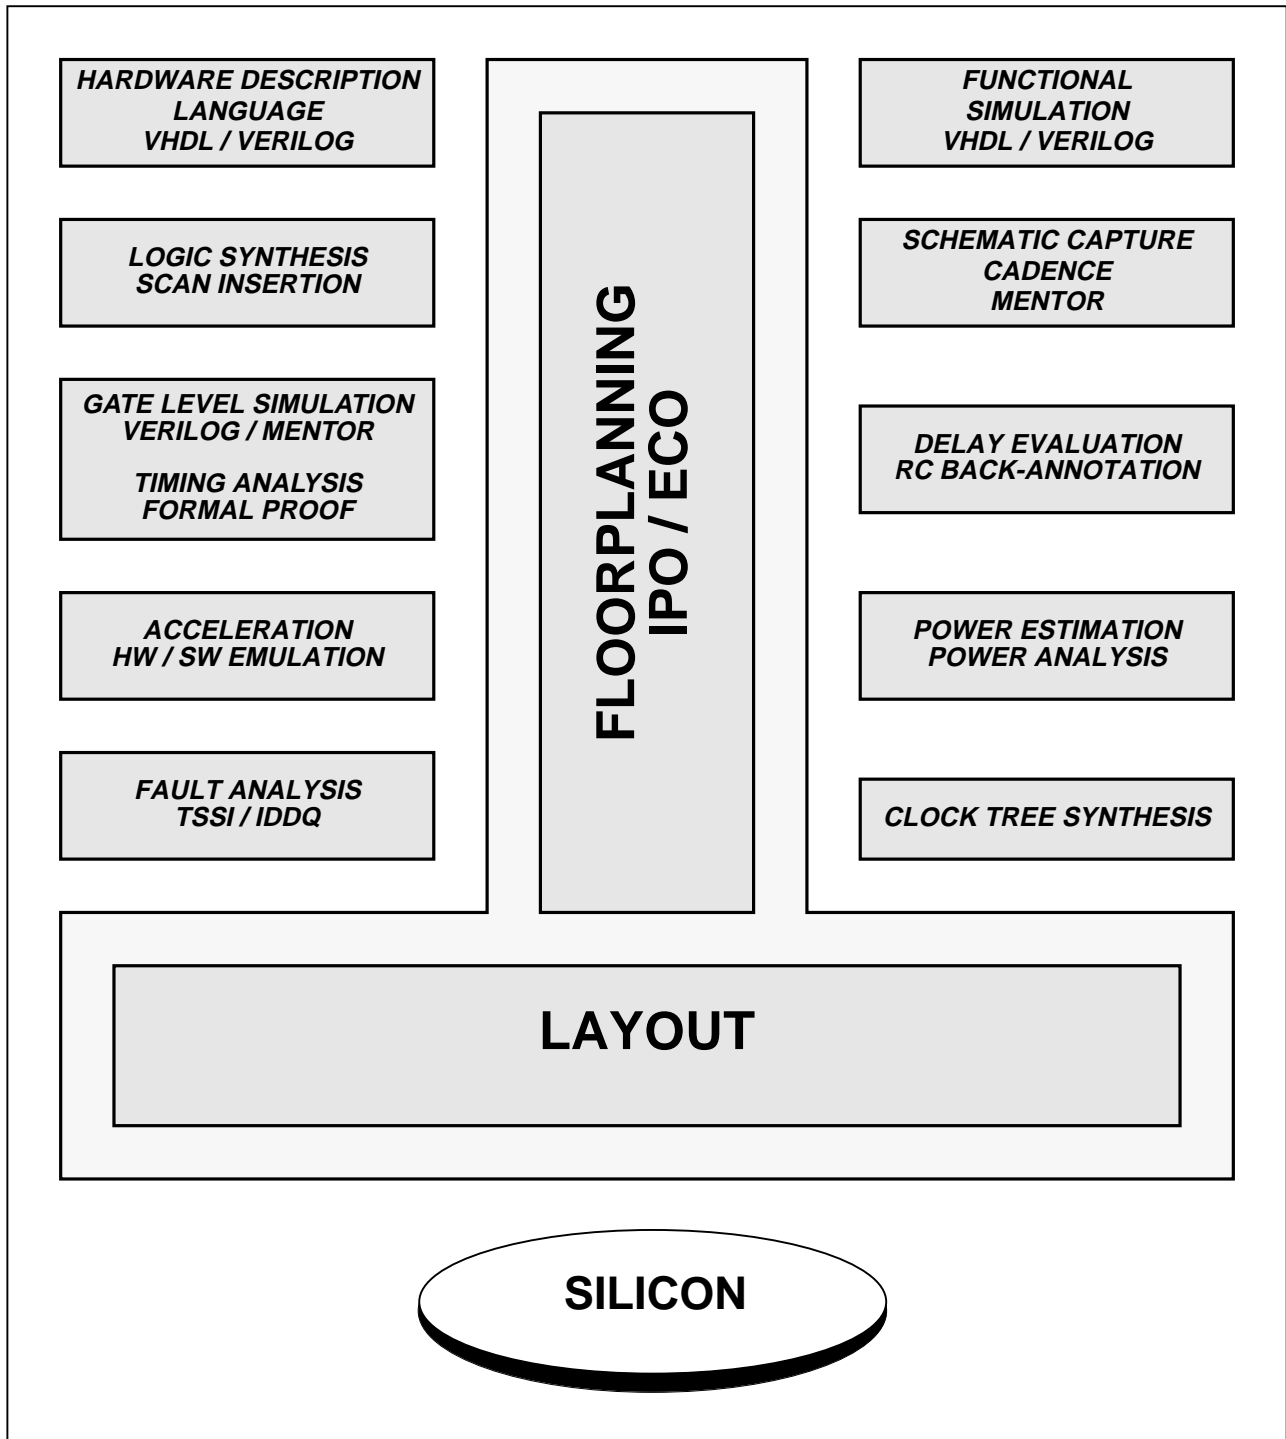 HARDWARE DESCRIPTION
LANGUAGE
VHDL / VERILOG
LOGIC SYNTHESIS
SCAN INSERTION
GATE LEVEL SIMULATION
VERILOG / MENTOR
TIMING ANALYSIS
FORMAL PROOF
ACCELERATION
HW / SW EMULATION
FAULT ANALYSIS
TSSI / IDDQ
FLOORPLANNING
IPO / ECO
FUNCTIONAL
SIMULATION
VHDL / VERILOG
SCHEMATIC CAPTURE
CADENCE
MENTOR
DELAY EVALUATION
RC BACK-ANNOTATION
POWER ESTIMATION
POWER ANALYSIS
CLOCK TREE SYNTHESIS
LAYOUT
SILICON